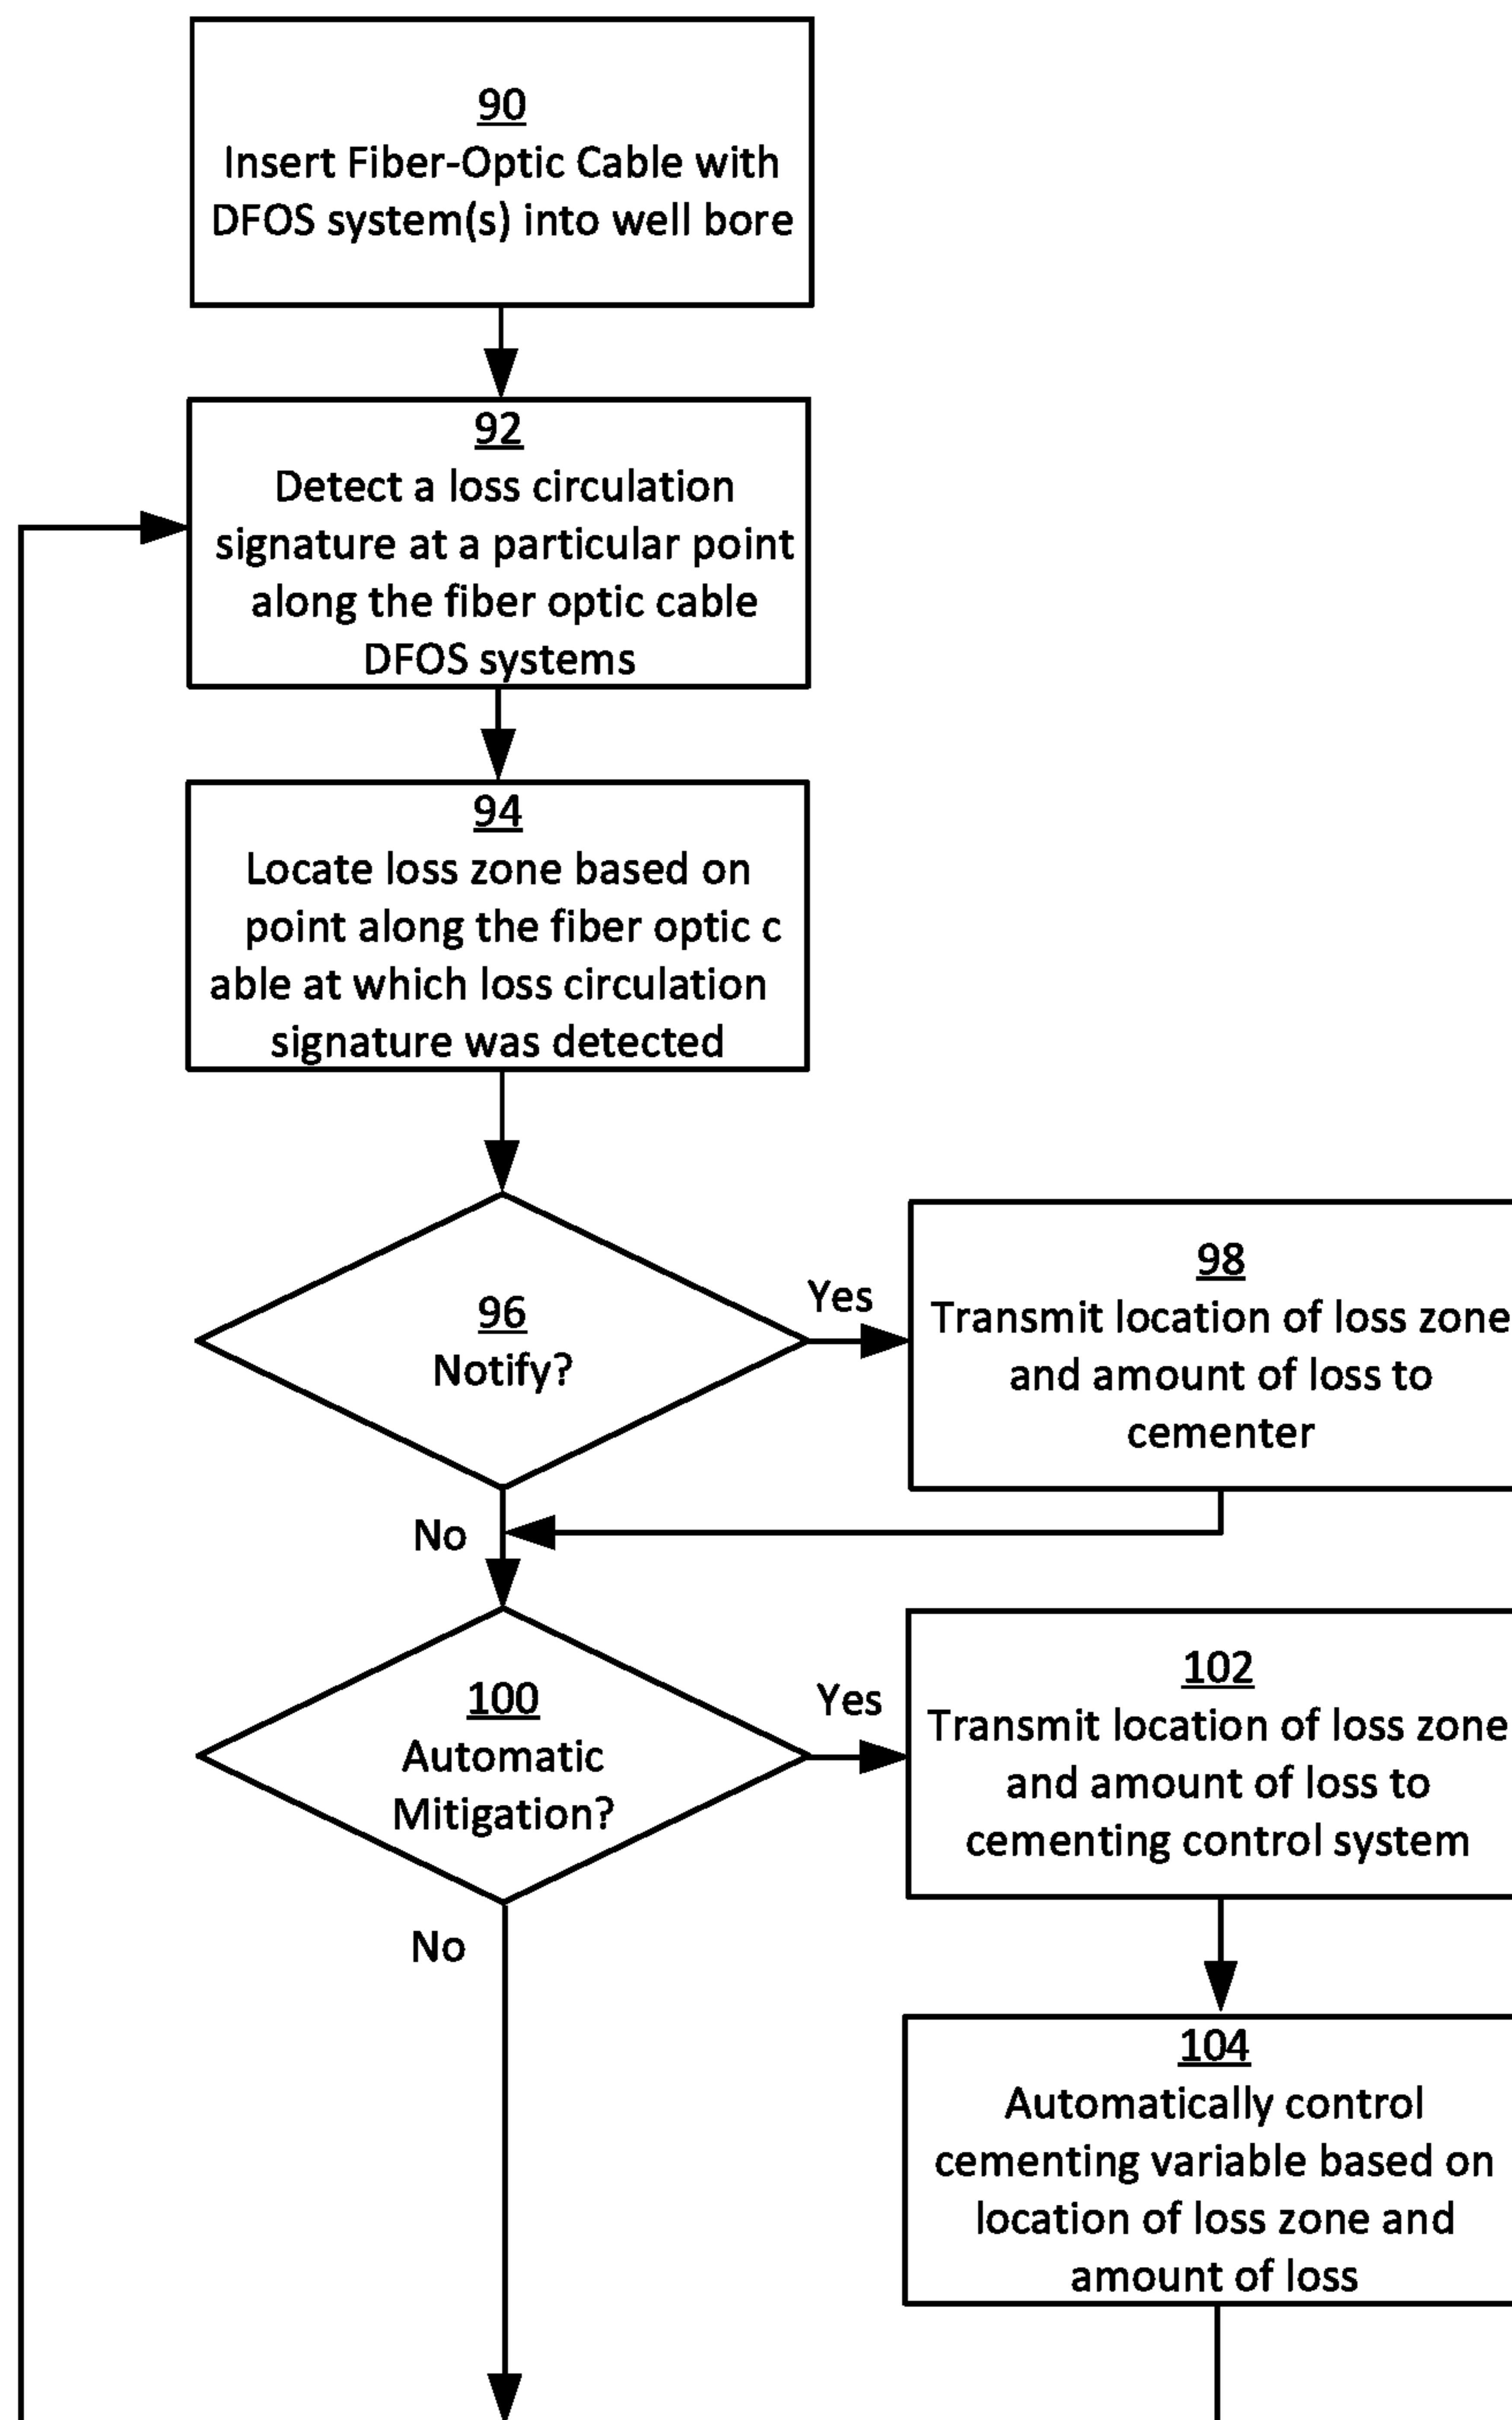 90
Insert Fiber-Optic Cable with
DFOS system(s) into well bore
92
Detect a loss circulation
signature at a particular point
along the fiber optic cable
DFOS systems
94
Locate loss zone based on
point along the fiber optic c
able at which loss circulation
signature was detected
96
Notify?
Yes
98
Transmit location of loss zone
and amount of loss to
cementer
No
100
Automatic
Mitigation?
Yes
102
Transmit location of loss zone
and amount of loss to
cementing control system
No
104
Automatically control
cementing variable based on
location of loss zone and
amount of loss